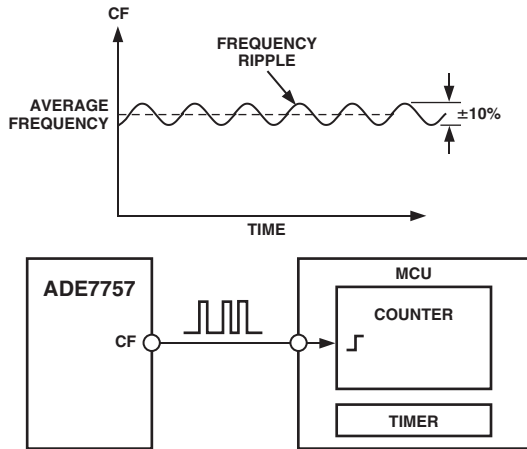 CF
FREQUENCY
RIPPLE
AVERAGE
FREQUENCY
±10%
TIME
ADE7757
CF
MCU
COUNTER
TIMER